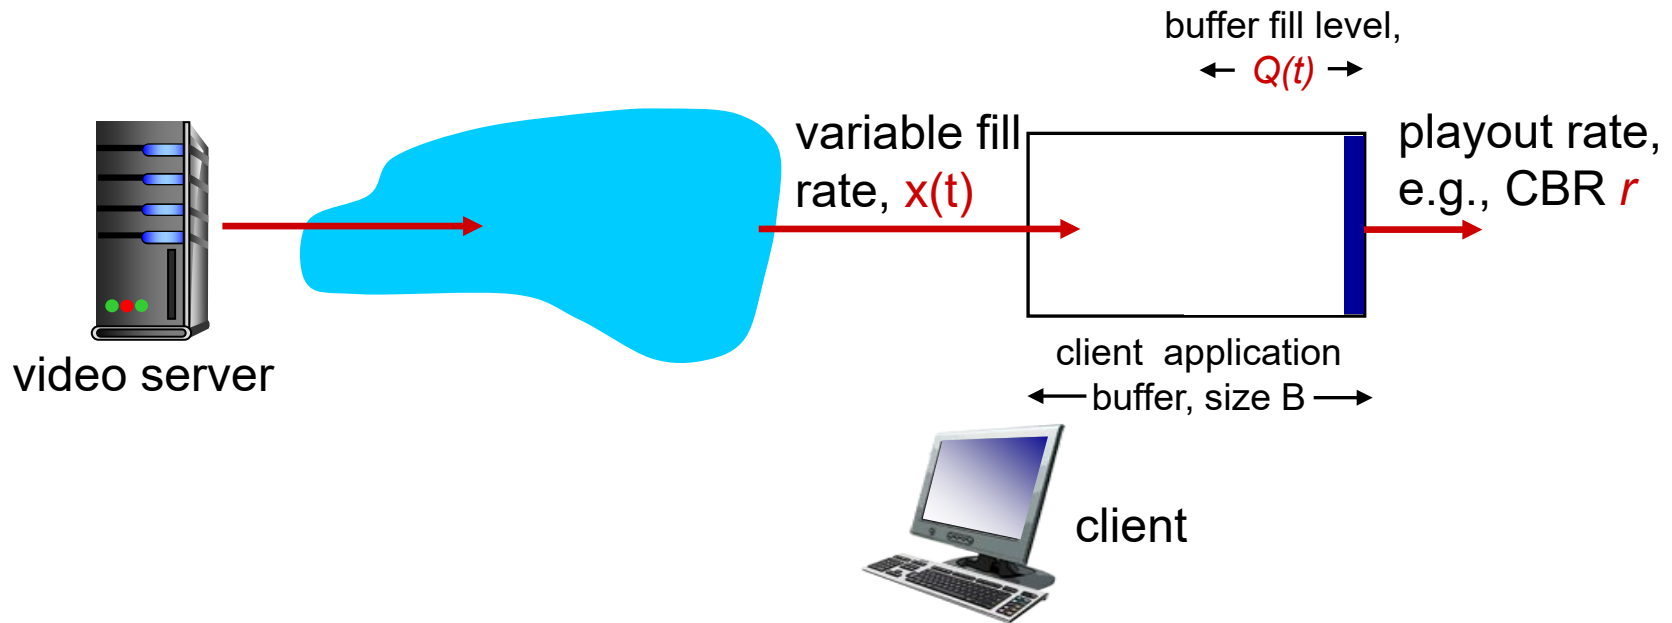 buffer fill level,
Q(t)
variable fill
rate, x(t)
playout rate,
e.g., CBR r
video server
client application
buffer, size B
client